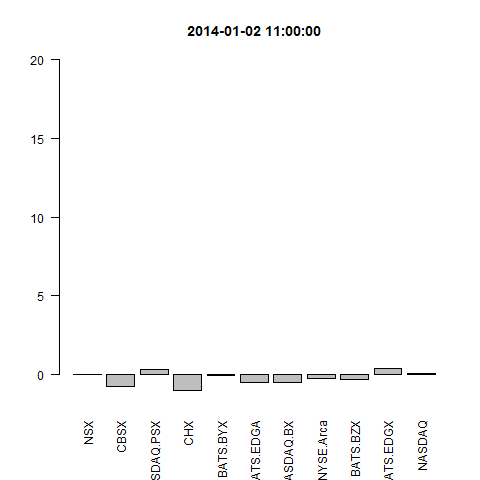 2014-01-02 11:00:00
20
15
10
5
0
NSX
CBSX
SDAQ.PSX
CHX
BATS.BYX
ATS.EDGA
ASDAQ.BX
NYSE.Arca
BATS.BZX
ATS.EDGX
NASDAQ